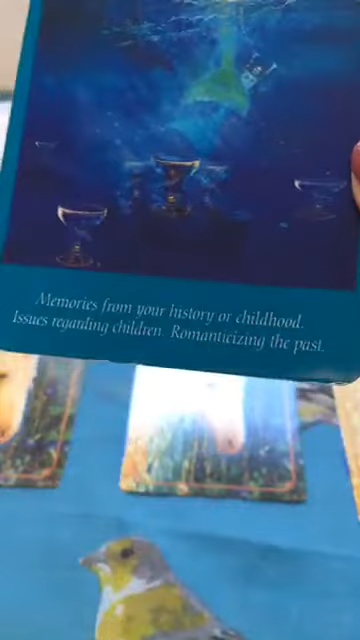 Memories from your history or childhood.
Issues regarding children. Romanticizing the past.